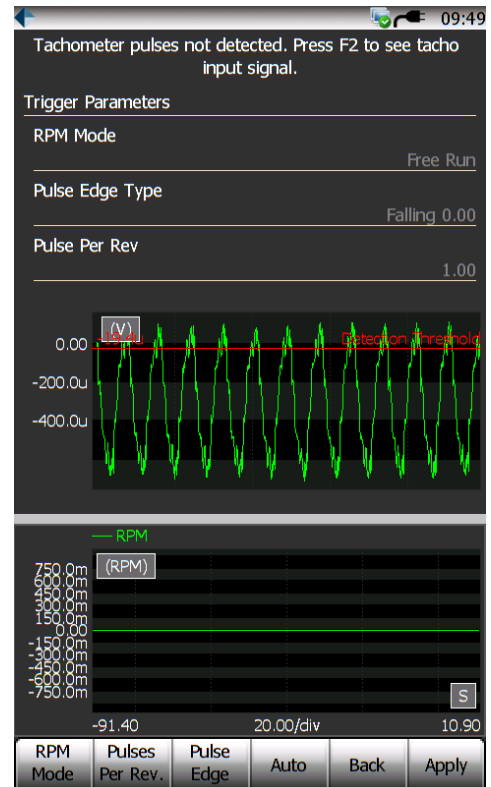 09:49
Tachometer pulses not detected. Press F2 to see tacho
input signal.
Trigger Parameters
RPM Mode
Free Run
Pulse Edge Type
Falling 0.00
Pulse Per Rev
1.00
(V)
Detection Threshold
0.00
-200.0u
-400.0u
RPM
(RPM)
750.0m
600.0m
450.0m
300.0m
150.0m
0.00
-150.0m
-300.0m
-450.0m
-600.0m
-750.0m
S
-91.40 20.00/div 10.90
RPM Mode
Pulses Per Rev.
Pulse Edge
Auto
Back
Apply